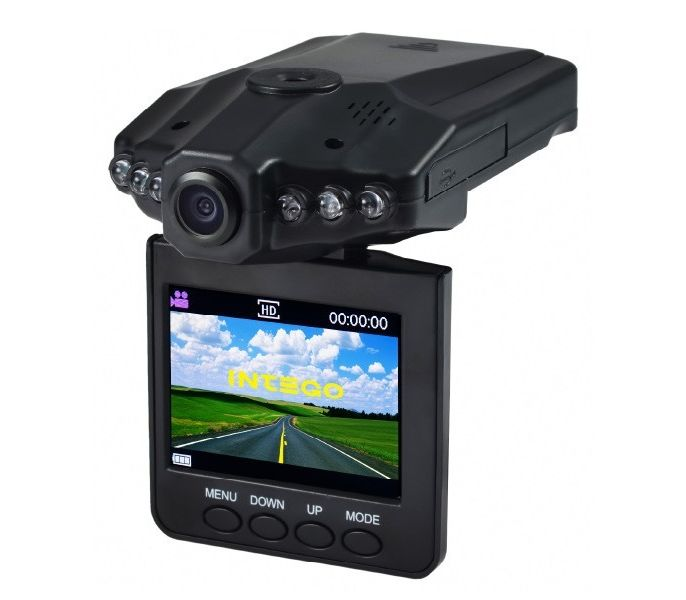 HD
00:00:00
INTEGO
MENU DOWN UP MODE